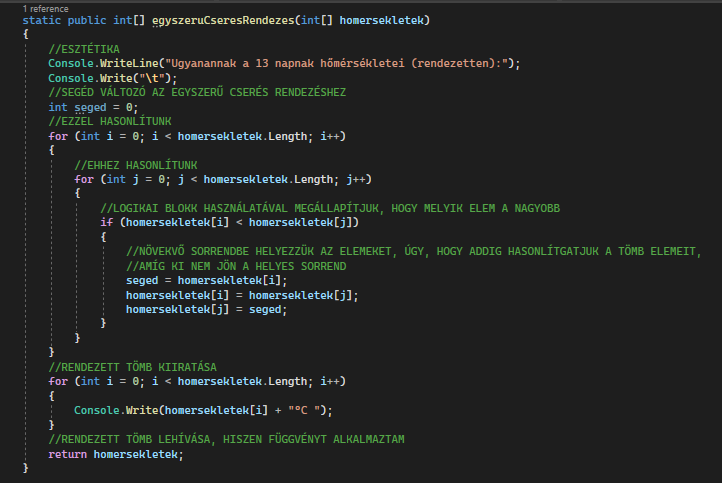 1 reference
static public int[] egyszeruCseresRendezes(int[] homersekletek)
{
//ESZTÉTIKA
Console.WriteLine("Ugyanannak a 13 napnak hőmérsékletei (rendezetten):");
Console.Write("\t");
//SEGÉD VÁLTOZÓ AZ EGYSZERŰ CSERÉS RENDEZÉSHEZ
int seged = 0;
//EZZEL HASONLÍTUNK
for (int i = 0; i < homersekletek.Length; i++)
{
//EHHEZ HASONLÍTUNK
for (int j = 0; j < homersekletek.Length; j++)
{
//LOGIKAI BLOKK HASZNÁLATÁVAL MEGÁLLAPÍTJUK, HOGY MELYIK ELEM A NAGYOBB
if (homersekletek[i] < homersekletek[j])
{
//NÖVEKVŐ SORRENDBE HELYEZZÜK AZ ELEMEKET, ÚGY, HOGY ADDIG HASONLÍTGATJUK A TÖMB ELEMEIT,
//AMÍG KI NEM JÖN A HELYES SORREND
seged = homersekletek[i];
homersekletek[i] = homersekletek[j];
homersekletek[j] = seged;
}
}
}
//RENDEZETT TÖMB KIIRATÁSA
for (int i = 0; i < homersekletek.Length; i++)
{
Console.Write(homersekletek[i] + "°C ");
}
//RENDEZETT TÖMB LEHÍVÁSA, HISZEN FÜGGVÉNYT ALKALMAZTAM
return homersekletek;
}